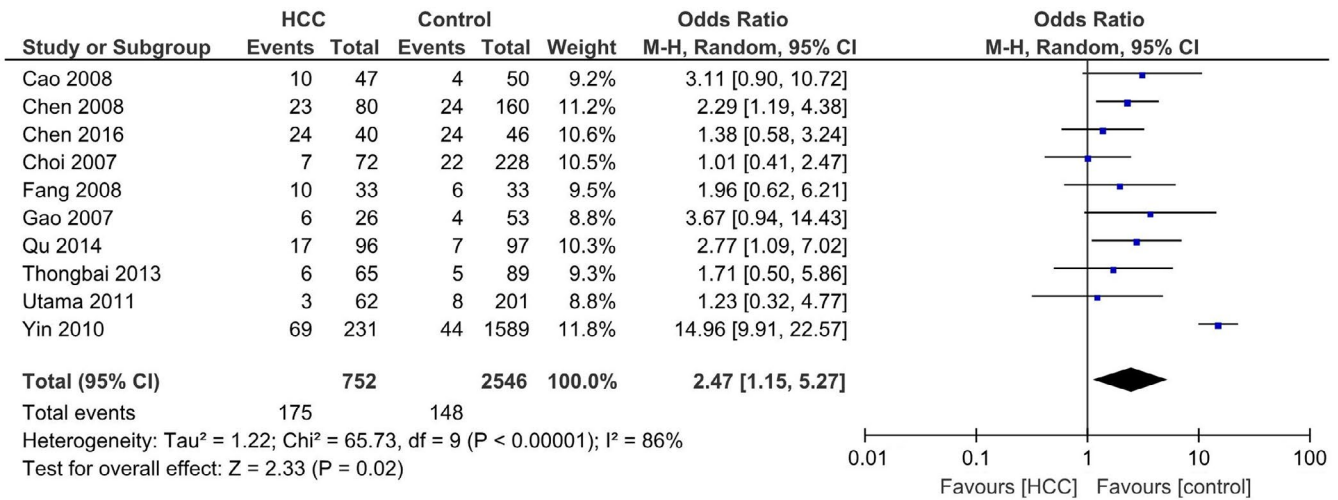 HCC Control Odds Ratio Odds Ratio
Study or Subgroup Events Total Events Total Weight M-H, Random, 95% CI M-H, Random, 95% CI
Cao 2008 10 47 4 50 9.2% 3.11 [0.90, 10.72]
Chen 2008 23 80 24 160 11.2% 2.29 [1.19, 4.38]
Chen 2016 24 40 24 46 10.6% 1.38 [0.58, 3.24]
Choi 2007 7 72 22 228 10.5% 1.01 [0.41, 2.47]
Fang 2008 10 33 6 33 9.5% 1.96 [0.62, 6.21]
Gao 2007 6 26 4 53 8.8% 3.67 [0.94, 14.43]
Qu 2014 17 96 7 97 10.3% 2.77 [1.09, 7.02]
Thongbai 2013 6 65 5 89 9.3% 1.71 [0.50, 5.86]
Utama 2011 3 62 8 201 8.8% 1.23 [0.32, 4.77]
Yin 2010 69 231 44 1589 11.8% 14.96 [9.91, 22.57]
Total (95% CI) 752 2546 100.0% 2.47 [1.15, 5.27]
Total events 175 148
Heterogeneity: Tau² = 1.22; Chi² = 65.73, df = 9 (P < 0.00001); I² = 86%
Test for overall effect: Z = 2.33 (P = 0.02)
0.01 0.1 1 10 100
Favours [HCC] Favours [control]